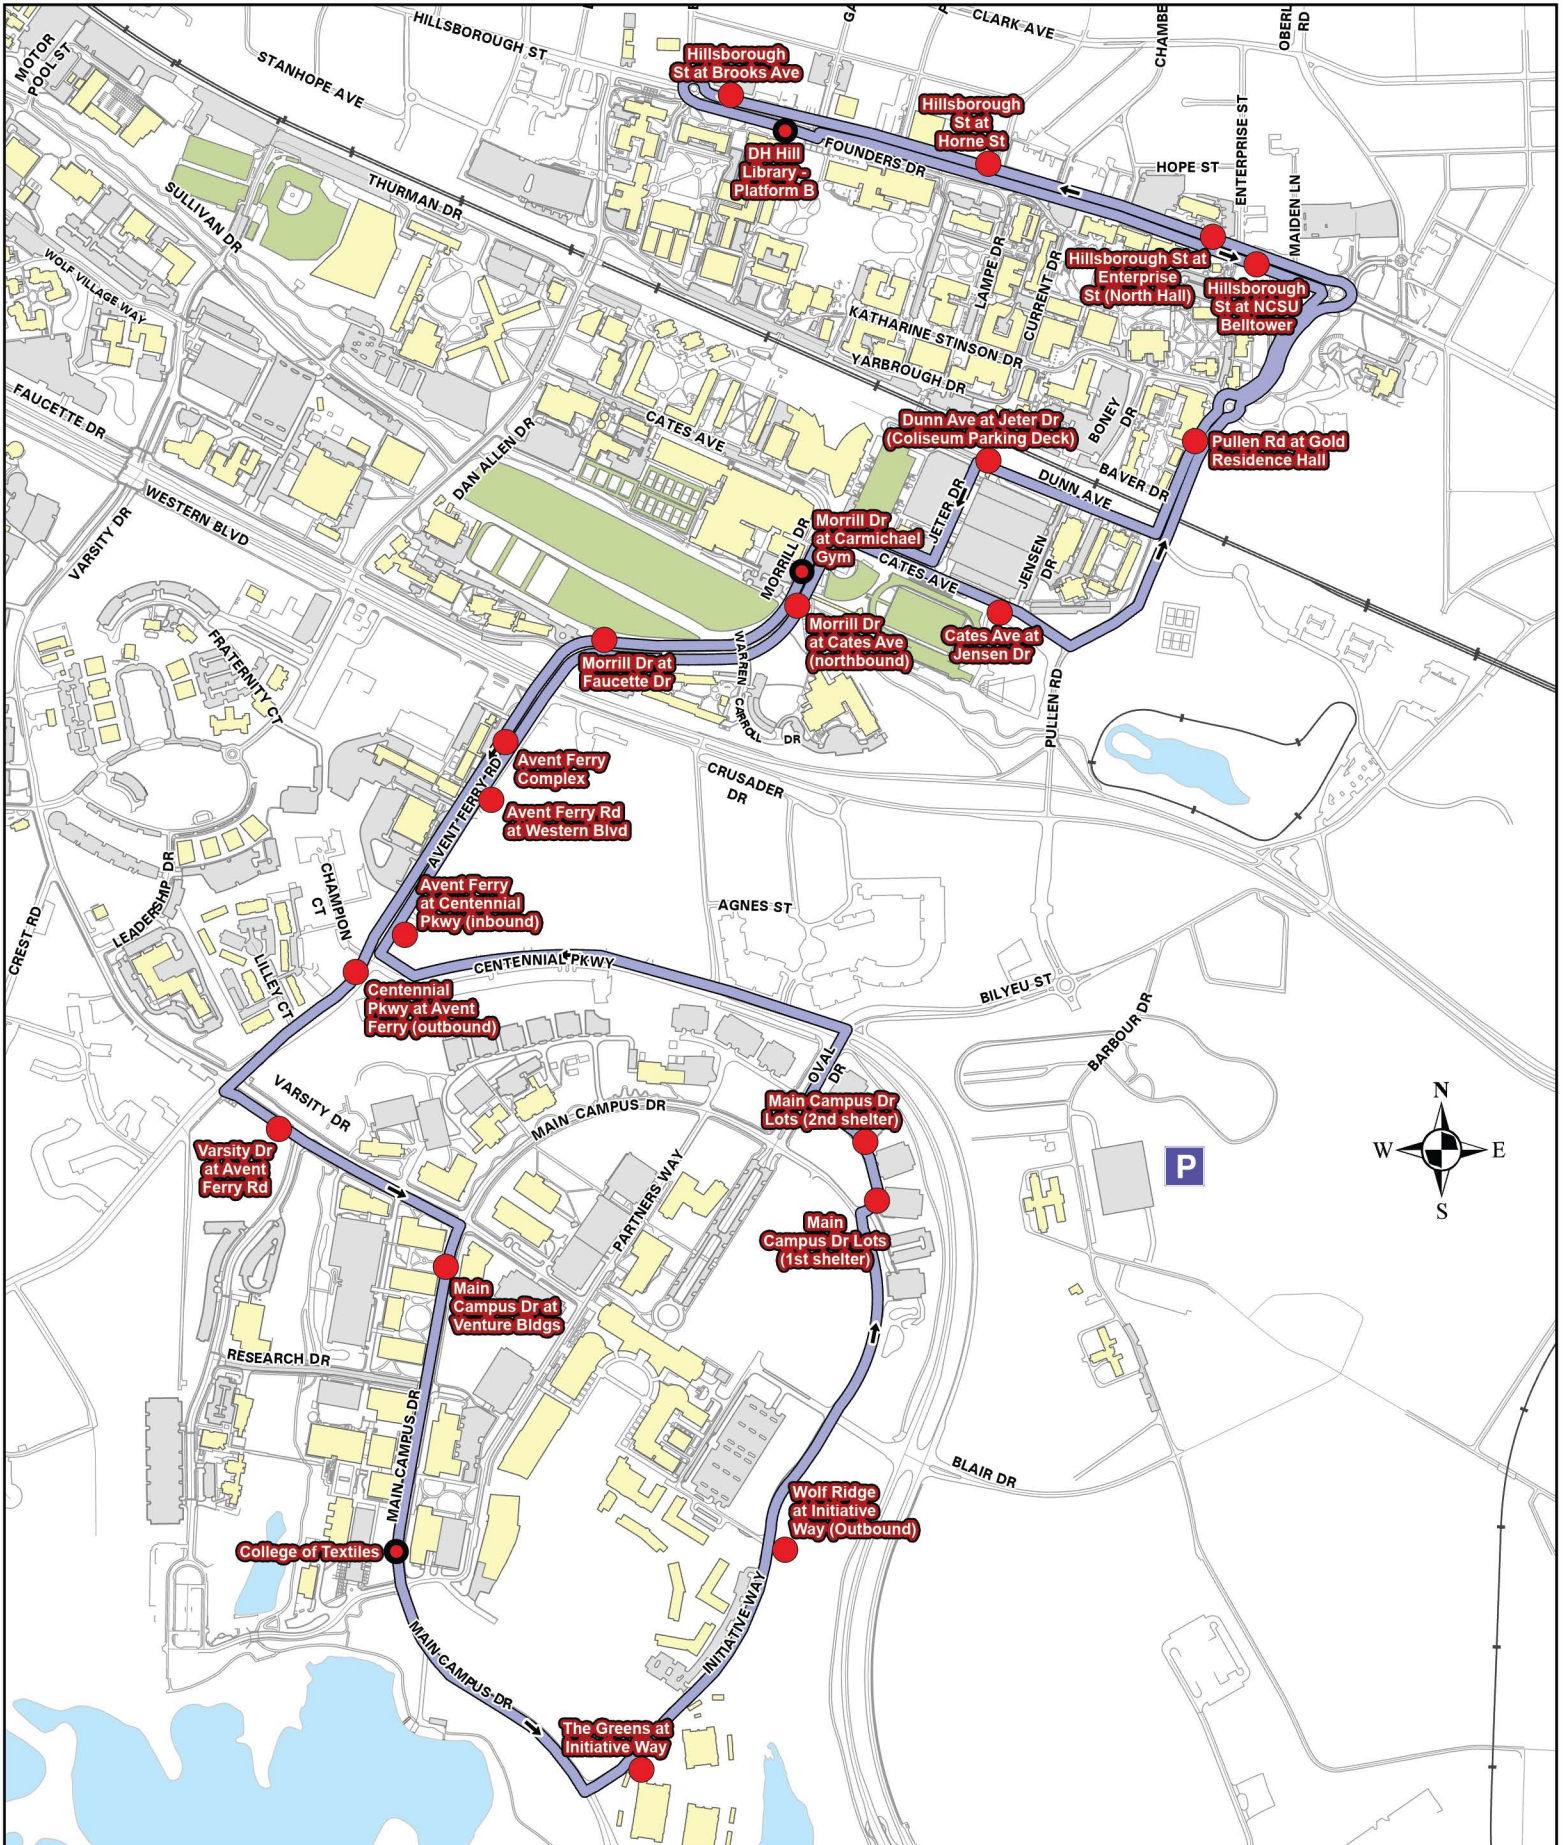 HILLSBOROUGH ST
CLARK AVE
GA
CHAMBE
OBERL
RD
MOTOR
POOL ST
STANHOPE AVE
Hillsborough
St at Brooks Ave
Hillsborough
St at
Horne St
DH Hill
Library -
Platform B
FOUNDERS DR
HOPE ST
ENTERPRISE ST
MAIDEN LN
THURMAN DR
SULLIVAN DR
WOLF VILLAGE WAY
LAMPE DR
CURRENT DR
Hillsborough St at
Enterprise
St (North Hall)
Hillsborough
St at NCSU
Belltower
KATHARINE STINSON DR
YARBROUGH DR
FAUCETTE DR
CATES AVE
DAN ALLEN DR
BONEY
DR
Dunn Ave at Jeter Dr
(Coliseum Parking Deck)
Pullen Rd at Gold
Residence Hall
BAVER DR
DUNN AVE
JETER DR
WESTERN BLVD
VARSITY DR
MORRILL DR
Morrill Dr
at Carmichael
Gym
CATES AVE
JENSEN
DR
Morrill Dr
at Cates Ave
(northbound)
Cates Ave at
Jensen Dr
Morrill Dr at
Faucette Dr
WARREN CARROLL DR
PULLEN RD
FRATERNITY CT
Avent Ferry
Complex
AVENT FERRY RD
Avent Ferry Rd
at Western Blvd
CRUSADER
DR
LEADERSHIP DR
CHAMPION
CT
Avent Ferry
at Centennial
Pkwy (inbound)
AGNES ST
CREST RD
LILLEY CT
CENTENNIAL PKWY
Centennial
Pkwy at Avent
Ferry (outbound)
BILYEU ST
BARBOUR DR
OVAL
DR
VARSITY DR
MAIN CAMPUS DR
Main Campus Dr
Lots (2nd shelter)
N
W
E
S
P
Varsity Dr
at Avent
Ferry Rd
PARTNERS WAY
Main
Campus Dr Lots
(1st shelter)
Main
Campus Dr at
Venture Bldgs
RESEARCH DR
MAIN CAMPUS DR
BLAIR DR
Wolf Ridge
at Initiative
Way (Outbound)
College of Textiles
INITIATIVE WAY
MAIN CAMPUS DR
The Greens at
Initiative Way